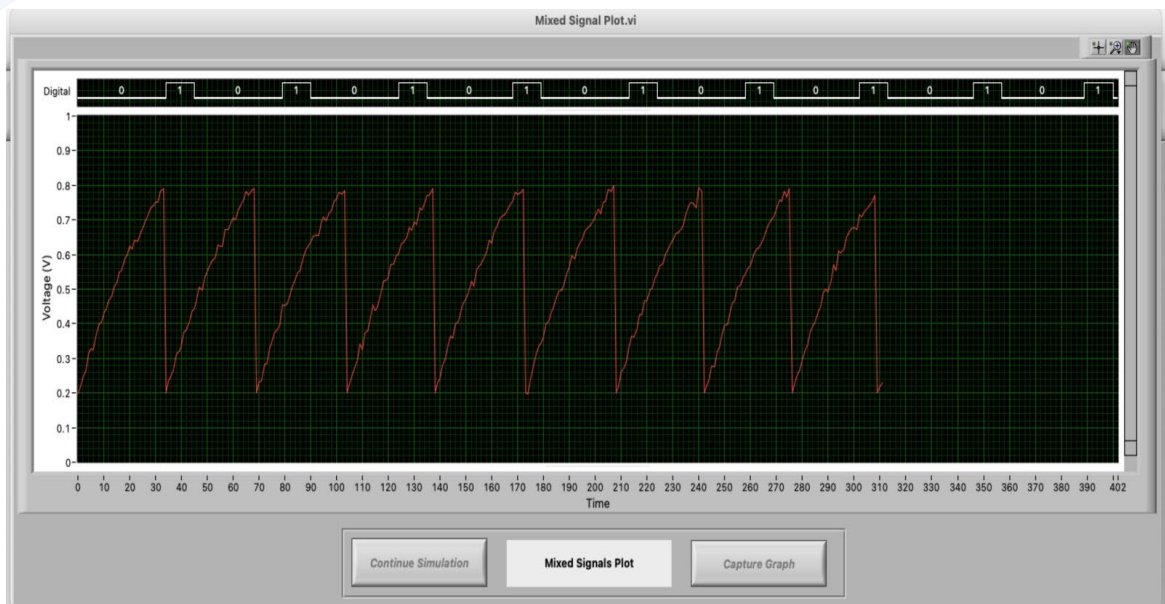 Mixed Signal Plot.vi
Digital 0 1 0 1 0 1 0 1 0 1 0 1 0 1 0 1 0 1
1
0.9
0.8
0.7
0.6
0.5
0.4
0.3
0.2
0.1
0
Voltage (V)
0 10 20 30 40 50 60 70 80 90 100 110 120 130 140 150 160 170 180 190 200 210 220 230 240 250 260 270 280 290 300 310 320 330 340 350 360 370 380 390 402
Time
Continue Simulation Mixed Signals Plot Capture Graph